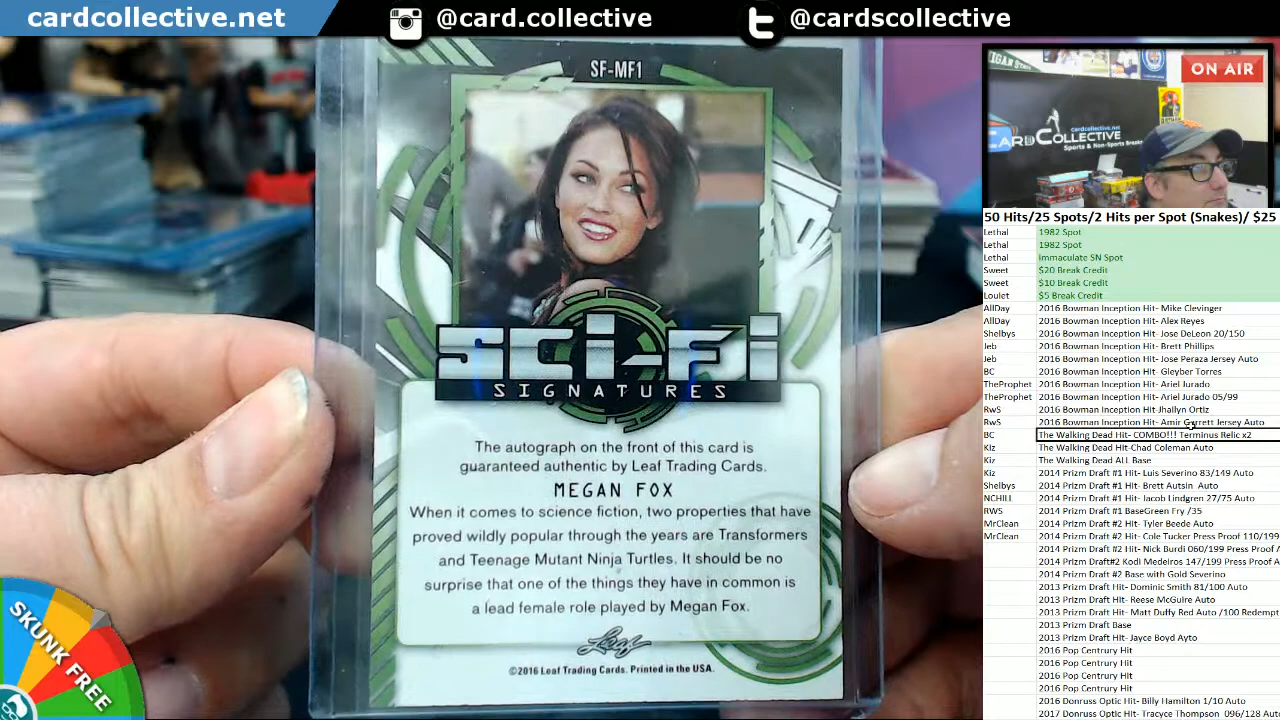 cardcollective.net
@card.collective
@cardscollective
SF-MF1
SCI-FI
SIGNATURES
The autograph on the front of this card is
guaranteed authentic by Leaf Trading Cards.
MEGAN FOX
When it comes to science fiction, two properties that have
proved wildly popular through the years are Transformers
and Teenage Mutant Ninja Turtles. It should be no
surprise that one of the things they have in common is
a lead female role played by Megan Fox.
Leaf
©2016 Leaf Trading Cards. Printed in the USA.
SKUNK FREE
IGAN STAT
ON AIR
cardcollective.net
CARDCOLLECTIVE
Sports & Non-Sports Breaks
50 Hits/25 Spots/2 Hits per Spot (Snakes)/ $25
Lethal 1982 Spot
Lethal 1982 Spot
Lethal Immaculate SN Spot
Sweet $20 Break Credit
Sweet $10 Break Credit
Loulet $5 Break Credit
AllDay 2016 Bowman Inception Hit- Mike Clevinger
AllDay 2016 Bowman Inception Hit- Alex Reyes
Shelbys 2016 Bowman Inception Hit- Jose DeLeon 20/150
Jeb 2016 Bowman Inception Hit- Brett Phillips
Jeb 2016 Bowman Inception Hit- Jose Peraza Jersey Auto
BC 2016 Bowman Inception Hit- Gleyber Torres
TheProphet 2016 Bowman Inception Hit- Ariel Jurado
TheProphet 2016 Bowman Inception Hit- Ariel Jurado 05/99
RwS 2016 Bowman Inception Hit-Jhailyn Ortiz
RwS 2016 Bowman Inception Hit- Amir Garrett Jersey Auto
BC The Walking Dead Hit- COMBO!!! Terminus Relic x2
Kiz The Walking Dead Hit-Chad Coleman Auto
Kiz The Walking Dead ALL Base
Kiz 2014 Prizm Draft #1 Hit- Luis Severino 83/149 Auto
Shelbys 2014 Prizm Draft #1 Hit- Brett Autsin Auto
NCHILL 2014 Prizm Draft #1 Hit- Jacob Lindgren 27/75 Auto
RWS 2014 Prizm Draft #1 BaseGreen Fry /35
MrClean 2014 Prizm Draft #2 Hit- Tyler Beede Auto
MrClean 2014 Prizm Draft #2 Hit- Cole Tucker Press Proof 110/199
2014 Prizm Draft #2 Hit- Nick Burdi 060/199 Press Proof A
2014 Prizm Draft#2 Kodi Medeiros 147/199 Press Proof A
2014 Prizm Draft #2 Base with Gold Severino
2013 Prizm Draft Hit- Dominic Smith 81/100 Auto
2013 Prizm Draft Hit- Reese McGuire Auto
2013 Prizm Draft Hit- Matt Duffy Red Auto /100 Redempt
2013 Prizm Draft Base
2013 Prizm Draft Hit- Jayce Boyd Ayto
2016 Pop Century Hit
2016 Pop Century Hit
2016 Pop Century Hit
2016 Pop Century Hit
2016 Donruss Optic Hit- Billy Hamilton 1/10 Auto
2017 Donruss Optic Hit- Trayce Thompson 096/128 Aut